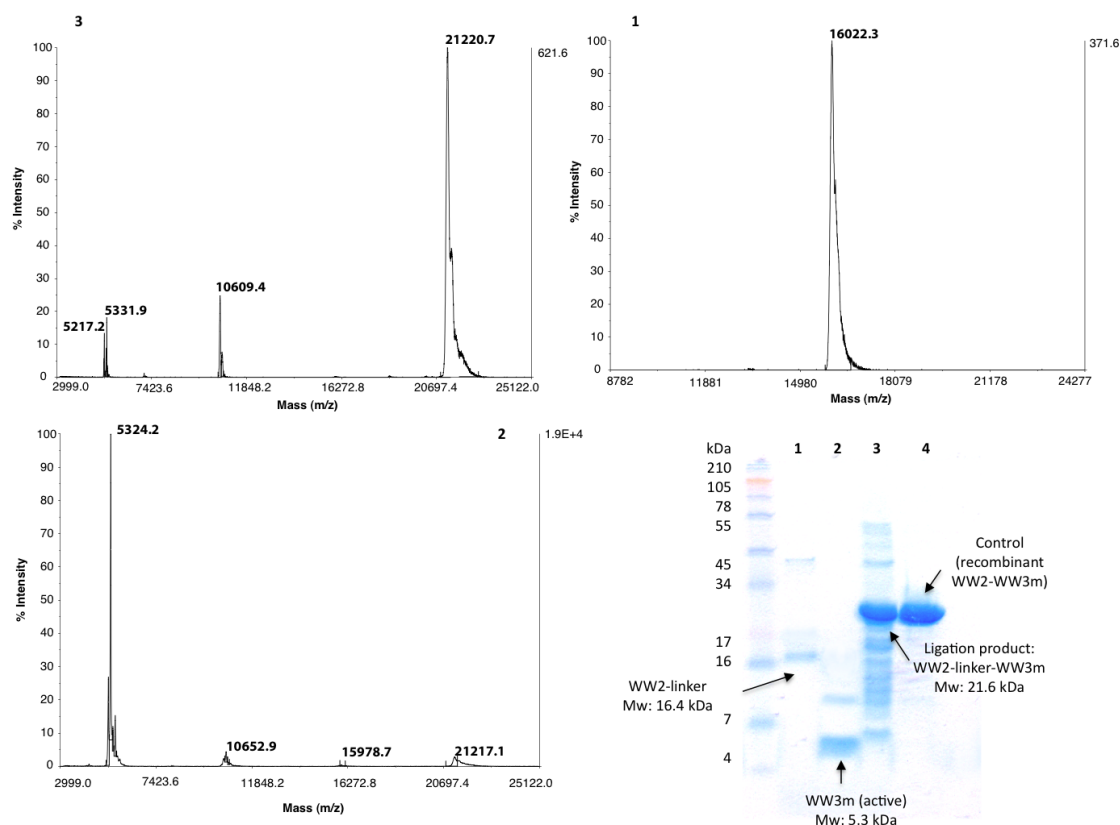 3
21220.7
621.6
100
90
80
70
60
50
40
30
20
10
0
% Intensity
10609.4
5331.9
5217.2
2999.0 7423.6 11848.2 16272.8 20697.4 25122.0
Mass (m/z)
1
16022.3
371.6
100
90
80
70
60
50
40
30
20
10
0
% Intensity
8782 11881 14980 18079 21178 24277
Mass (m/z)
2
5324.2
1.9E+4
100
90
80
70
60
50
40
30
20
10
0
% Intensity
10652.9
15978.7
21217.1
2999.0 7423.6 11848.2 16272.8 20697.4 25122.0
Mass (m/z)
kDa 1 2 3 4
210
105
78
55
45
34
17
16
7
4
Control
(recombinant
WW2-WW3m)
Ligation product:
WW2-linker-WW3m
Mw: 21.6 kDa
WW2-linker
Mw: 16.4 kDa
WW3m (active)
Mw: 5.3 kDa